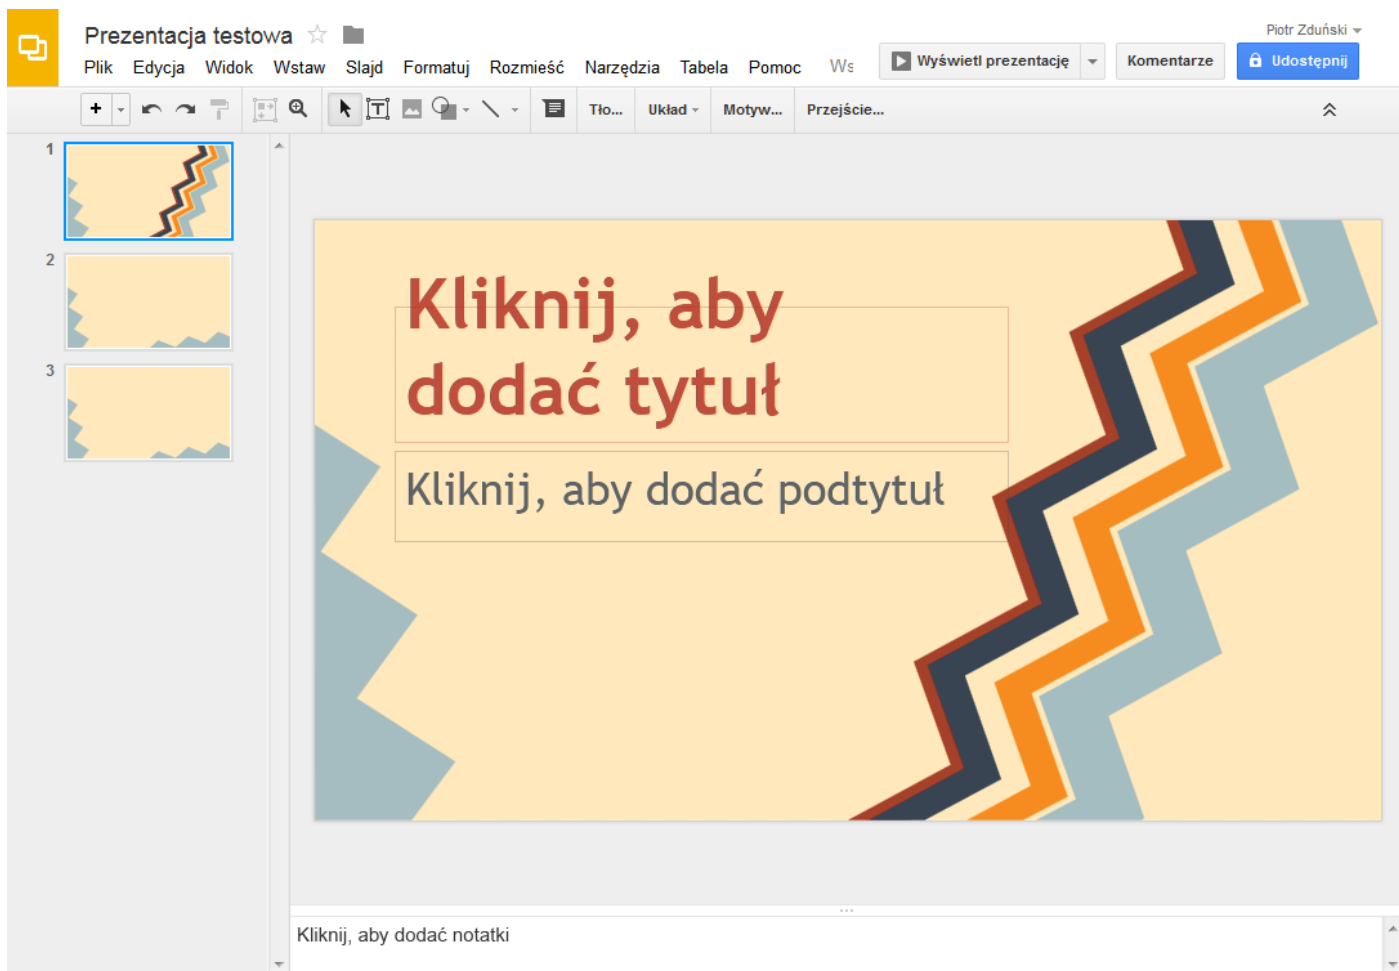 Prezentacja testowa
Piotr Zduński
Plik Edycja Widok Wstaw Slajd Formatuj Rozmieść Narzędzia Tabela Pomoc Ws
Wyświetl prezentację
Komentarze
Udostępnij
Tło... Układ Motyw... Przejście...
1
2
3
Kliknij, aby
dodać tytuł
Kliknij, aby dodać podtytuł
Kliknij, aby dodać notatki